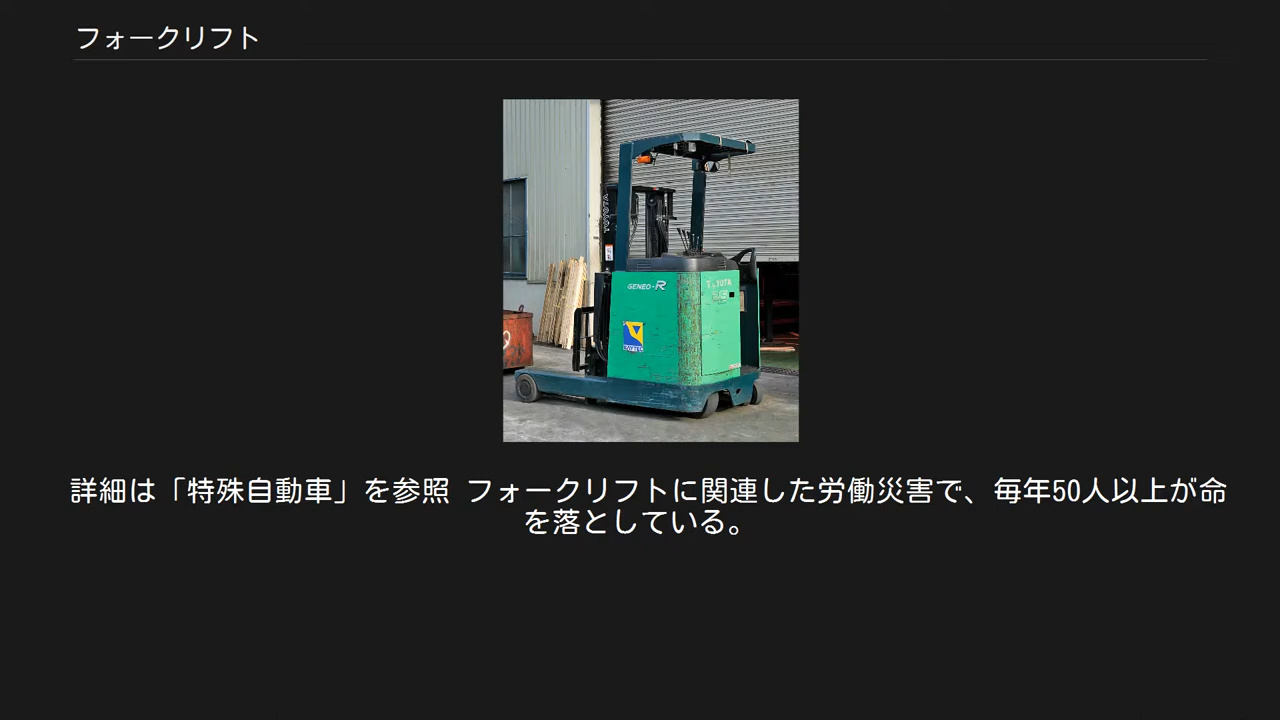 フォークリフト
TOYOTA
GENEO-R
TOYOTA
詳細は「特殊自動車」を参照 フォークリフトに関連した労働災害で、毎年50人以上が命
を落としている。